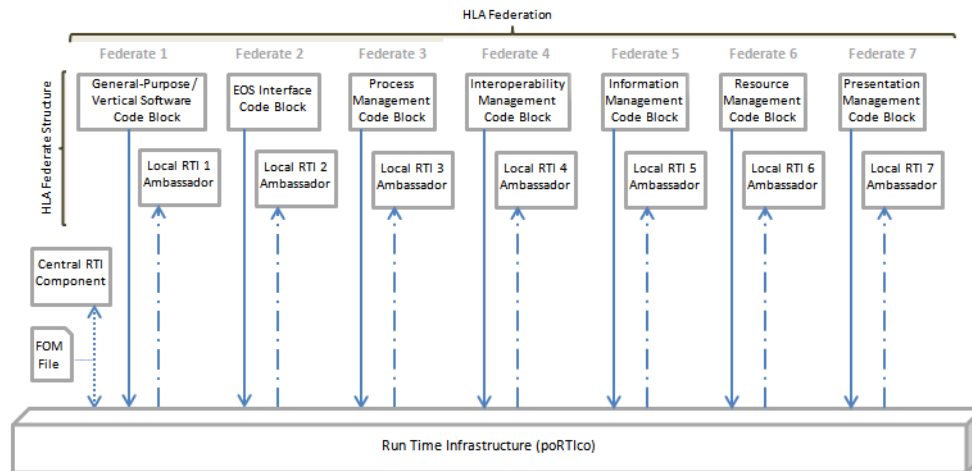 HLA Federation
Federate 1
Federate 2
Federate 3
Federate 4
Federate 5
Federate 6
Federate 7
HLA Federate Structure
General-Purpose /
Vertical Software
Code Block
EOS Interface
Code Block
Process
Management
Code Block
Interoperability
Management
Code Block
Information
Management
Code Block
Resource
Management
Code Block
Presentation
Management
Code Block
Local RTI 1
Ambassador
Local RTI 2
Ambassador
Local RTI 3
Ambassador
Local RTI 4
Ambassador
Local RTI 5
Ambassador
Local RTI 6
Ambassador
Local RTI 7
Ambassador
Central RTI
Component
FOM
File
Run Time Infrastructure (poRTIco)